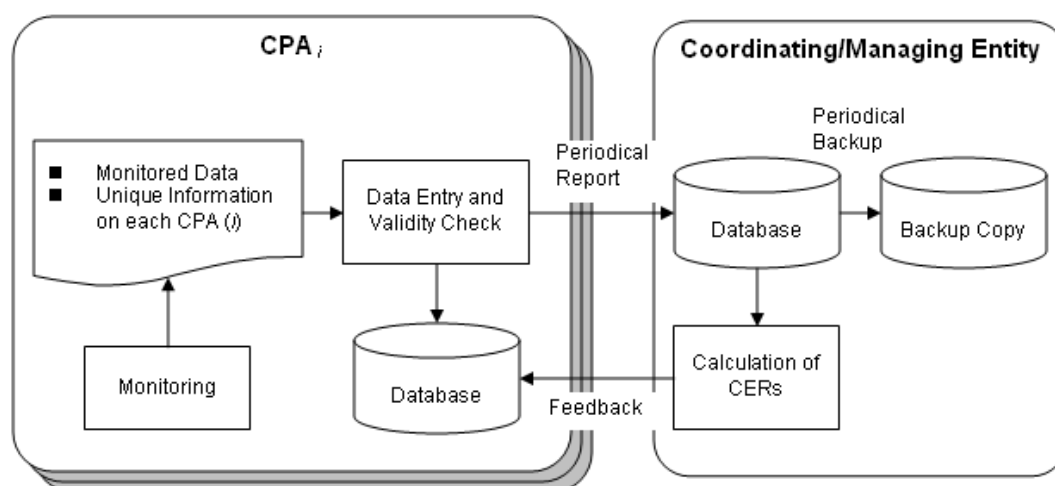 CPA i
Coordinating/Managing Entity
■ Monitored Data
■ Unique Information
on each CPA (i)
Data Entry and
Validity Check
Periodical
Report
Periodical
Backup
Database
Backup Copy
Monitoring
Database
Feedback
Calculation of
CERs